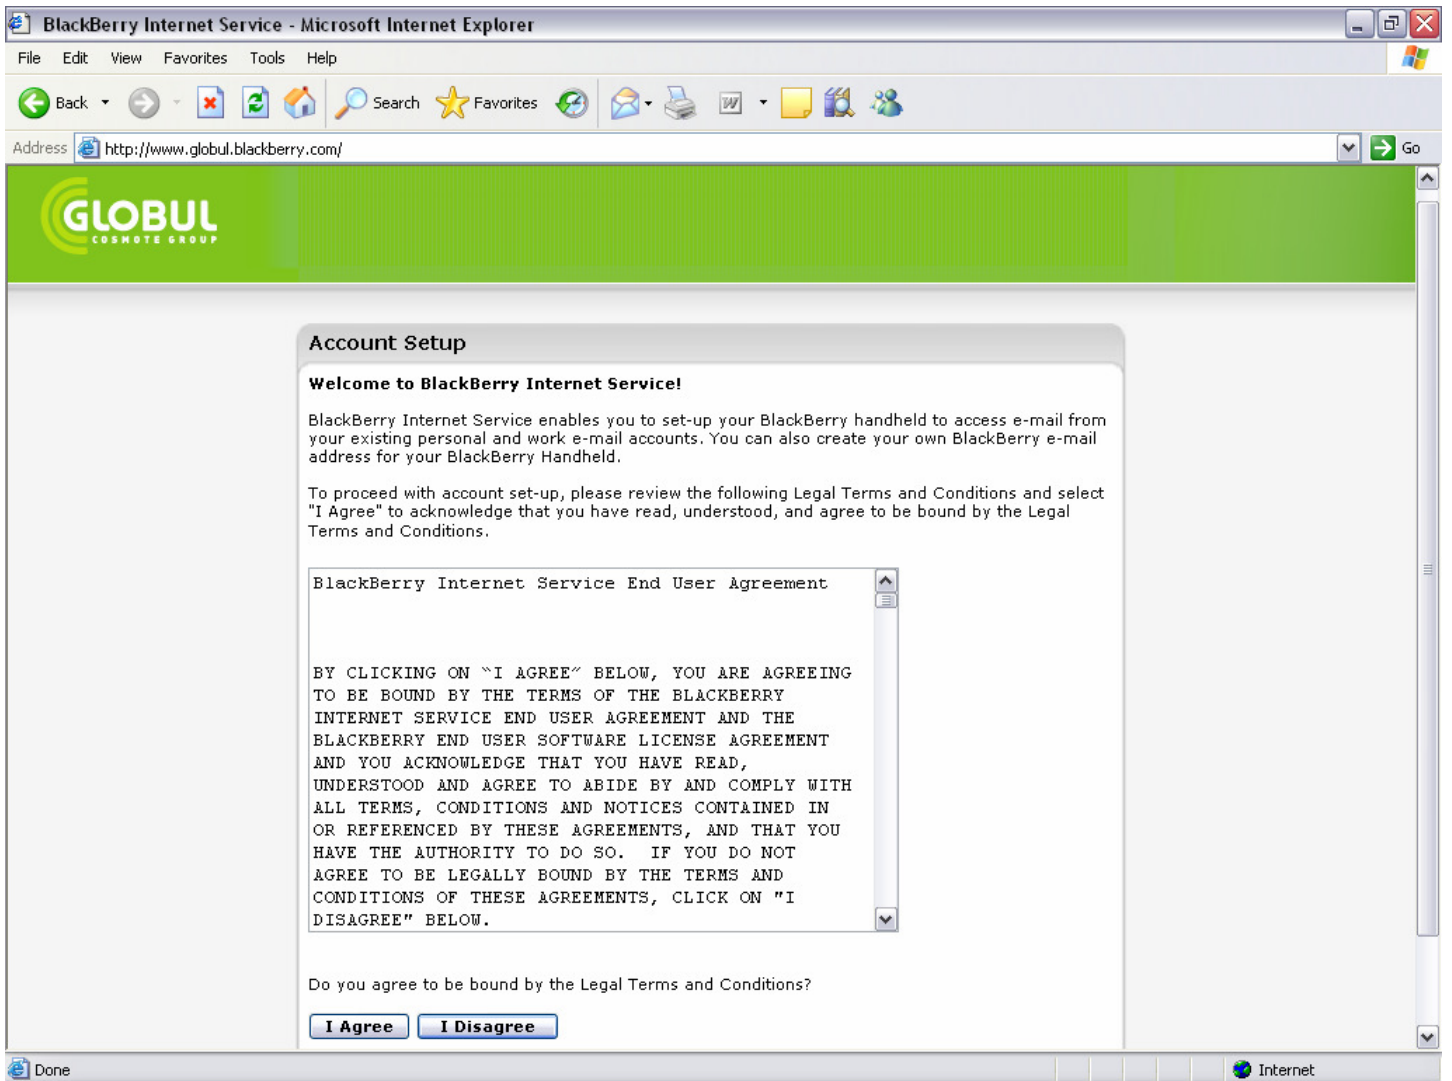 BlackBerry Internet Service - Microsoft Internet Explorer
File Edit View Favorites Tools Help
Back Search Favorites
Address http://www.globul.blackberry.com/ Go
GLOBUL
COSMOTE GROUP
Account Setup
Welcome to BlackBerry Internet Service!
BlackBerry Internet Service enables you to set-up your BlackBerry handheld to access e-mail from
your existing personal and work e-mail accounts. You can also create your own BlackBerry e-mail
address for your BlackBerry Handheld.
To proceed with account set-up, please review the following Legal Terms and Conditions and select
"I Agree" to acknowledge that you have read, understood, and agree to be bound by the Legal
Terms and Conditions.
BlackBerry Internet Service End User Agreement
BY CLICKING ON “I AGREE” BELOW, YOU ARE AGREEING
TO BE BOUND BY THE TERMS OF THE BLACKBERRY
INTERNET SERVICE END USER AGREEMENT AND THE
BLACKBERRY END USER SOFTWARE LICENSE AGREEMENT
AND YOU ACKNOWLEDGE THAT YOU HAVE READ,
UNDERSTOOD AND AGREE TO ABIDE BY AND COMPLY WITH
ALL TERMS, CONDITIONS AND NOTICES CONTAINED IN
OR REFERENCED BY THESE AGREEMENTS, AND THAT YOU
HAVE THE AUTHORITY TO DO SO.  IF YOU DO NOT
AGREE TO BE LEGALLY BOUND BY THE TERMS AND
CONDITIONS OF THESE AGREEMENTS, CLICK ON "I
DISAGREE" BELOW.
Do you agree to be bound by the Legal Terms and Conditions?
I Agree I Disagree
Done Internet